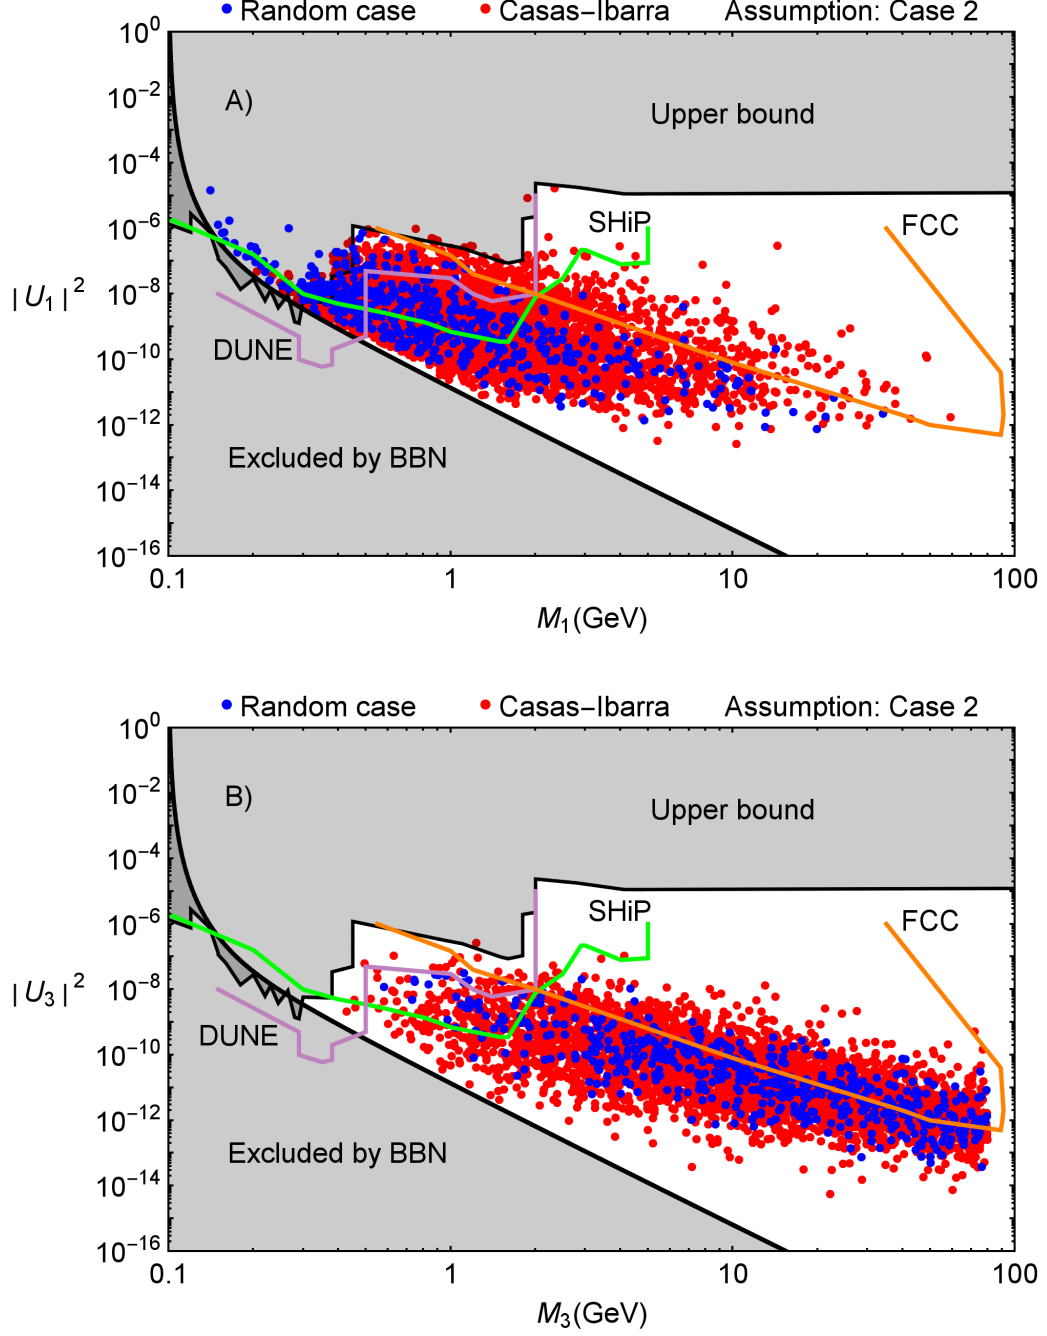 Random case Casas−Ibarra Assumption: Case 2
10^0
A)
10^−2
Upper bound
10^−4
SHiP FCC
10^−6
|U_1|^2
10^−8
DUNE
10^−10
10^−12
Excluded by BBN
10^−14
10^−16
0.1 1 10 100
M_1(GeV)
Random case Casas−Ibarra Assumption: Case 2
10^0
B)
10^−2
Upper bound
10^−4
SHiP FCC
10^−6
|U_3|^2
10^−8
DUNE
10^−10
10^−12
Excluded by BBN
10^−14
10^−16
0.1 1 10 100
M_3(GeV)